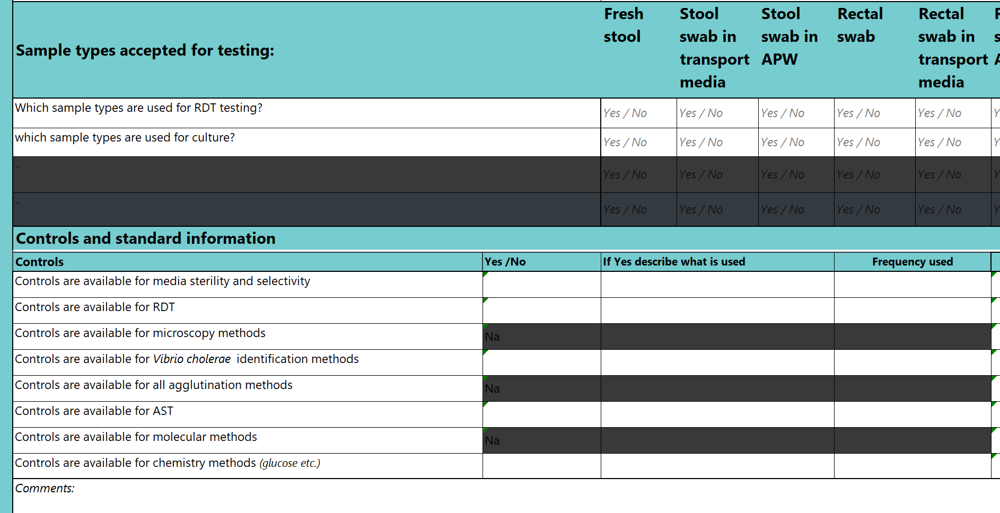 Sample types accepted for testing:
Fresh stool
Stool swab in transport media
Stool swab in APW
Rectal swab
Rectal swab in transport media
Which sample types are used for RDT testing? Yes / No Yes / No Yes / No Yes / No Yes / No
which sample types are used for culture? Yes / No Yes / No Yes / No Yes / No Yes / No
- Yes / No Yes / No Yes / No Yes / No Yes / No
- Yes / No Yes / No Yes / No Yes / No Yes / No
Controls and standard information
Controls Yes /No If Yes describe what is used Frequency used
Controls are available for media sterility and selectivity
Controls are available for RDT
Controls are available for microscopy methods Na
Controls are available for Vibrio cholerae identification methods
Controls are available for all agglutination methods Na
Controls are available for AST
Controls are available for molecular methods Na
Controls are available for chemistry methods (glucose etc.)
Comments: